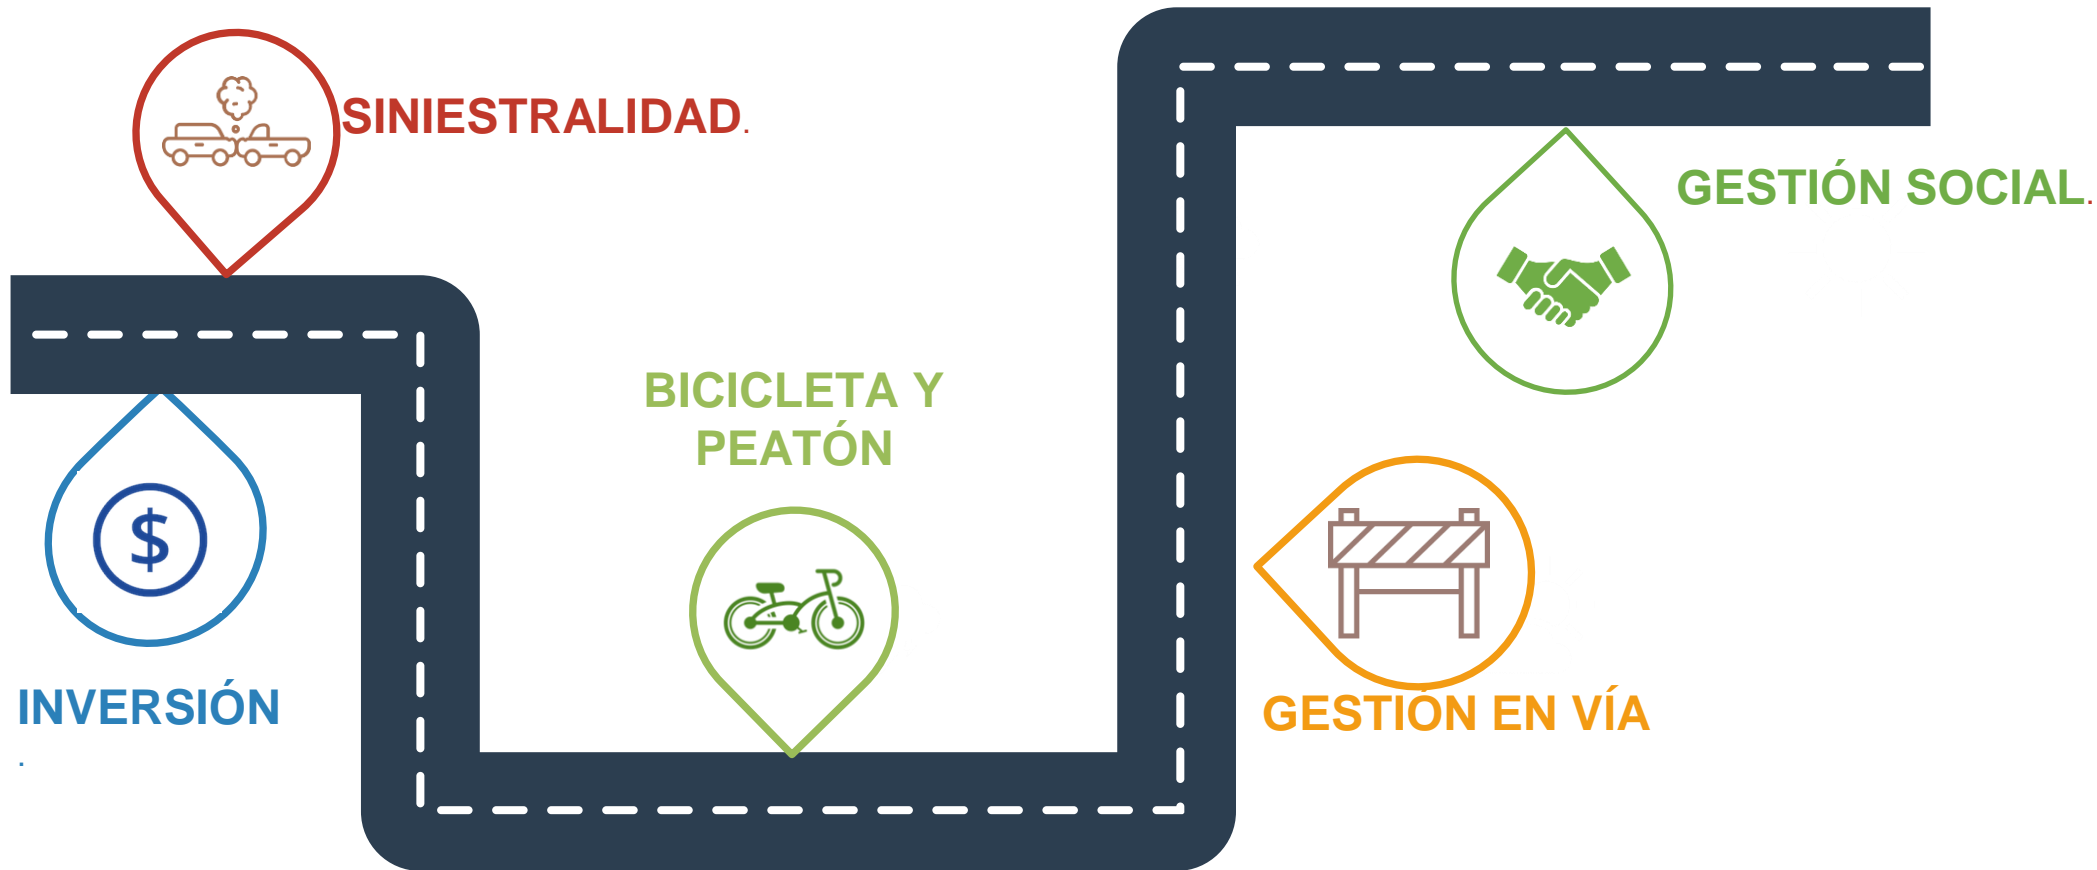 SINIESTRALIDAD.
GESTIÓN SOCIAL.
BICICLETA Y
PEATÓN
$
INVERSIÓN
.
GESTIÓN EN VÍA